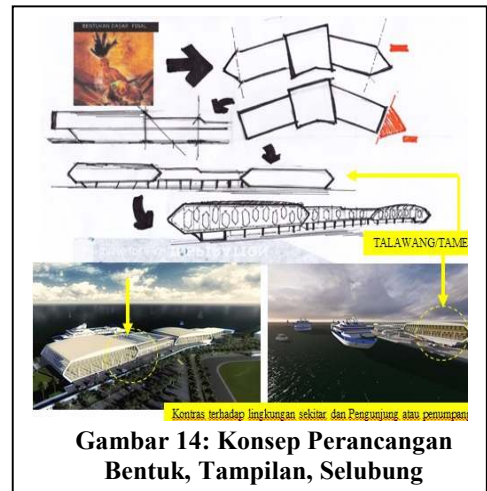 BENTUKAN DASAR FINAL
TALAWANG/TAME
Kontras terhadap lingkungan sekitar dan Pengunjung atau penumpang
Gambar 14: Konsep Perancangan
Bentuk, Tampilan, Selubung